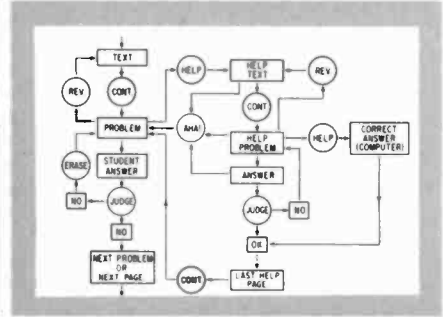 TEXT
REV.
CONT
PROBLEM
STUDENT
ANSWER
ERASE
NO
JUDGE
NO
NEXT PROBLEM
OR
NEXT PAGE
HELP
HELP
TEXT
REV.
CONT
AHA!
HELP
PROBLEM
HELP
CORRECT
ANSWER
(COMPUTER)
ANSWER
JUDGE
NO
OK
CONT
LAST HELP
PAGE